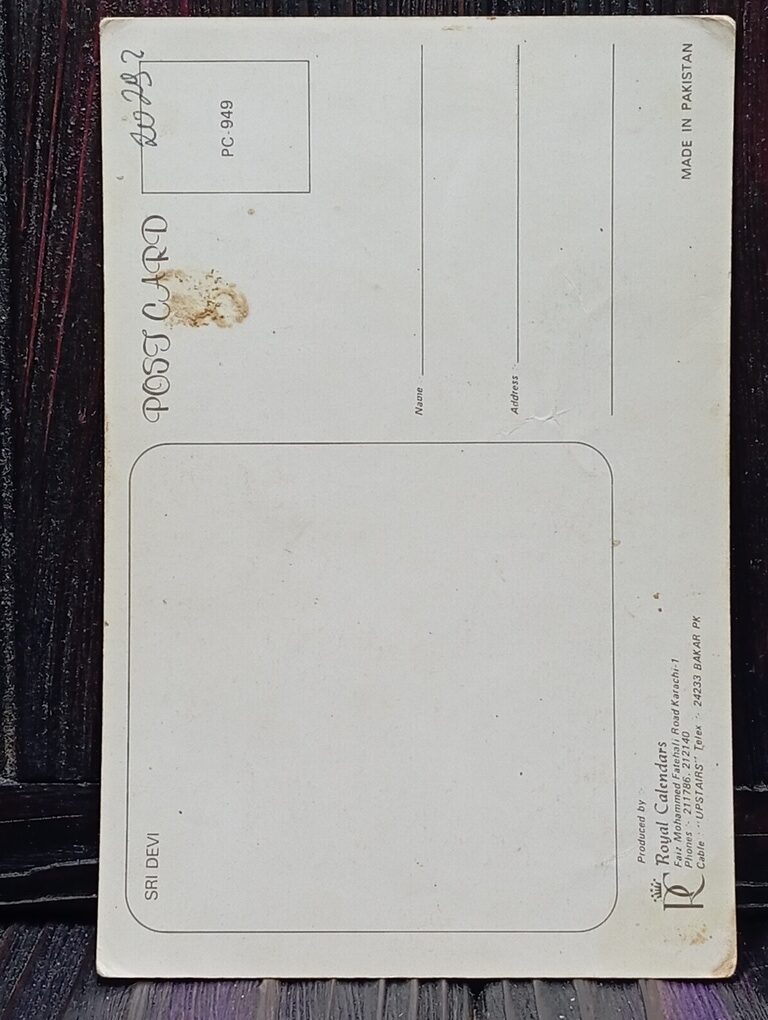 SRI DEVI
POST CARD
20292
PC-949
Name
Address :-
Produced by :-
Royal Calendars
Faiz Mohammed Fatehali Road Karachi-1
Phones :- 211786, 212140
Cable :- "UPSTAIRS" Telex :- 24233 BAKAR PK
MADE IN PAKISTAN